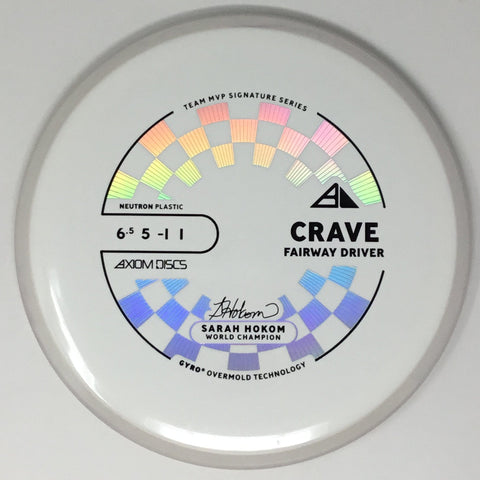 TEAM MVP SIGNATURE SERIES
NEUTRON PLASTIC
6.5 5 -1 1
CRAVE
FAIRWAY DRIVER
AXIOM DISCS
SHokom
SARAH HOKOM
WORLD CHAMPION
GYRO® OVERMOLD TECHNOLOGY